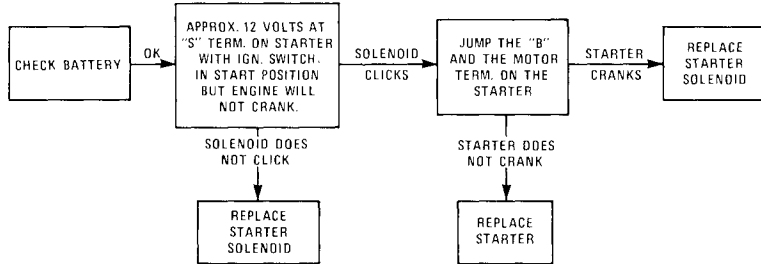 CHECK BATTERY
OK
APPROX. 12 VOLTS AT
"S" TERM. ON STARTER
WITH IGN. SWITCH.
IN START POSITION
BUT ENGINE WILL
NOT CRANK.
SOLENOID
CLICKS
JUMP THE "B"
AND THE MOTOR
TERM. ON THE
STARTER
STARTER
CRANKS
REPLACE
STARTER
SOLENOID
SOLENOID DOES
NOT CLICK
STARTER DOES
NOT CRANK
REPLACE
STARTER
SOLENOID
REPLACE
STARTER